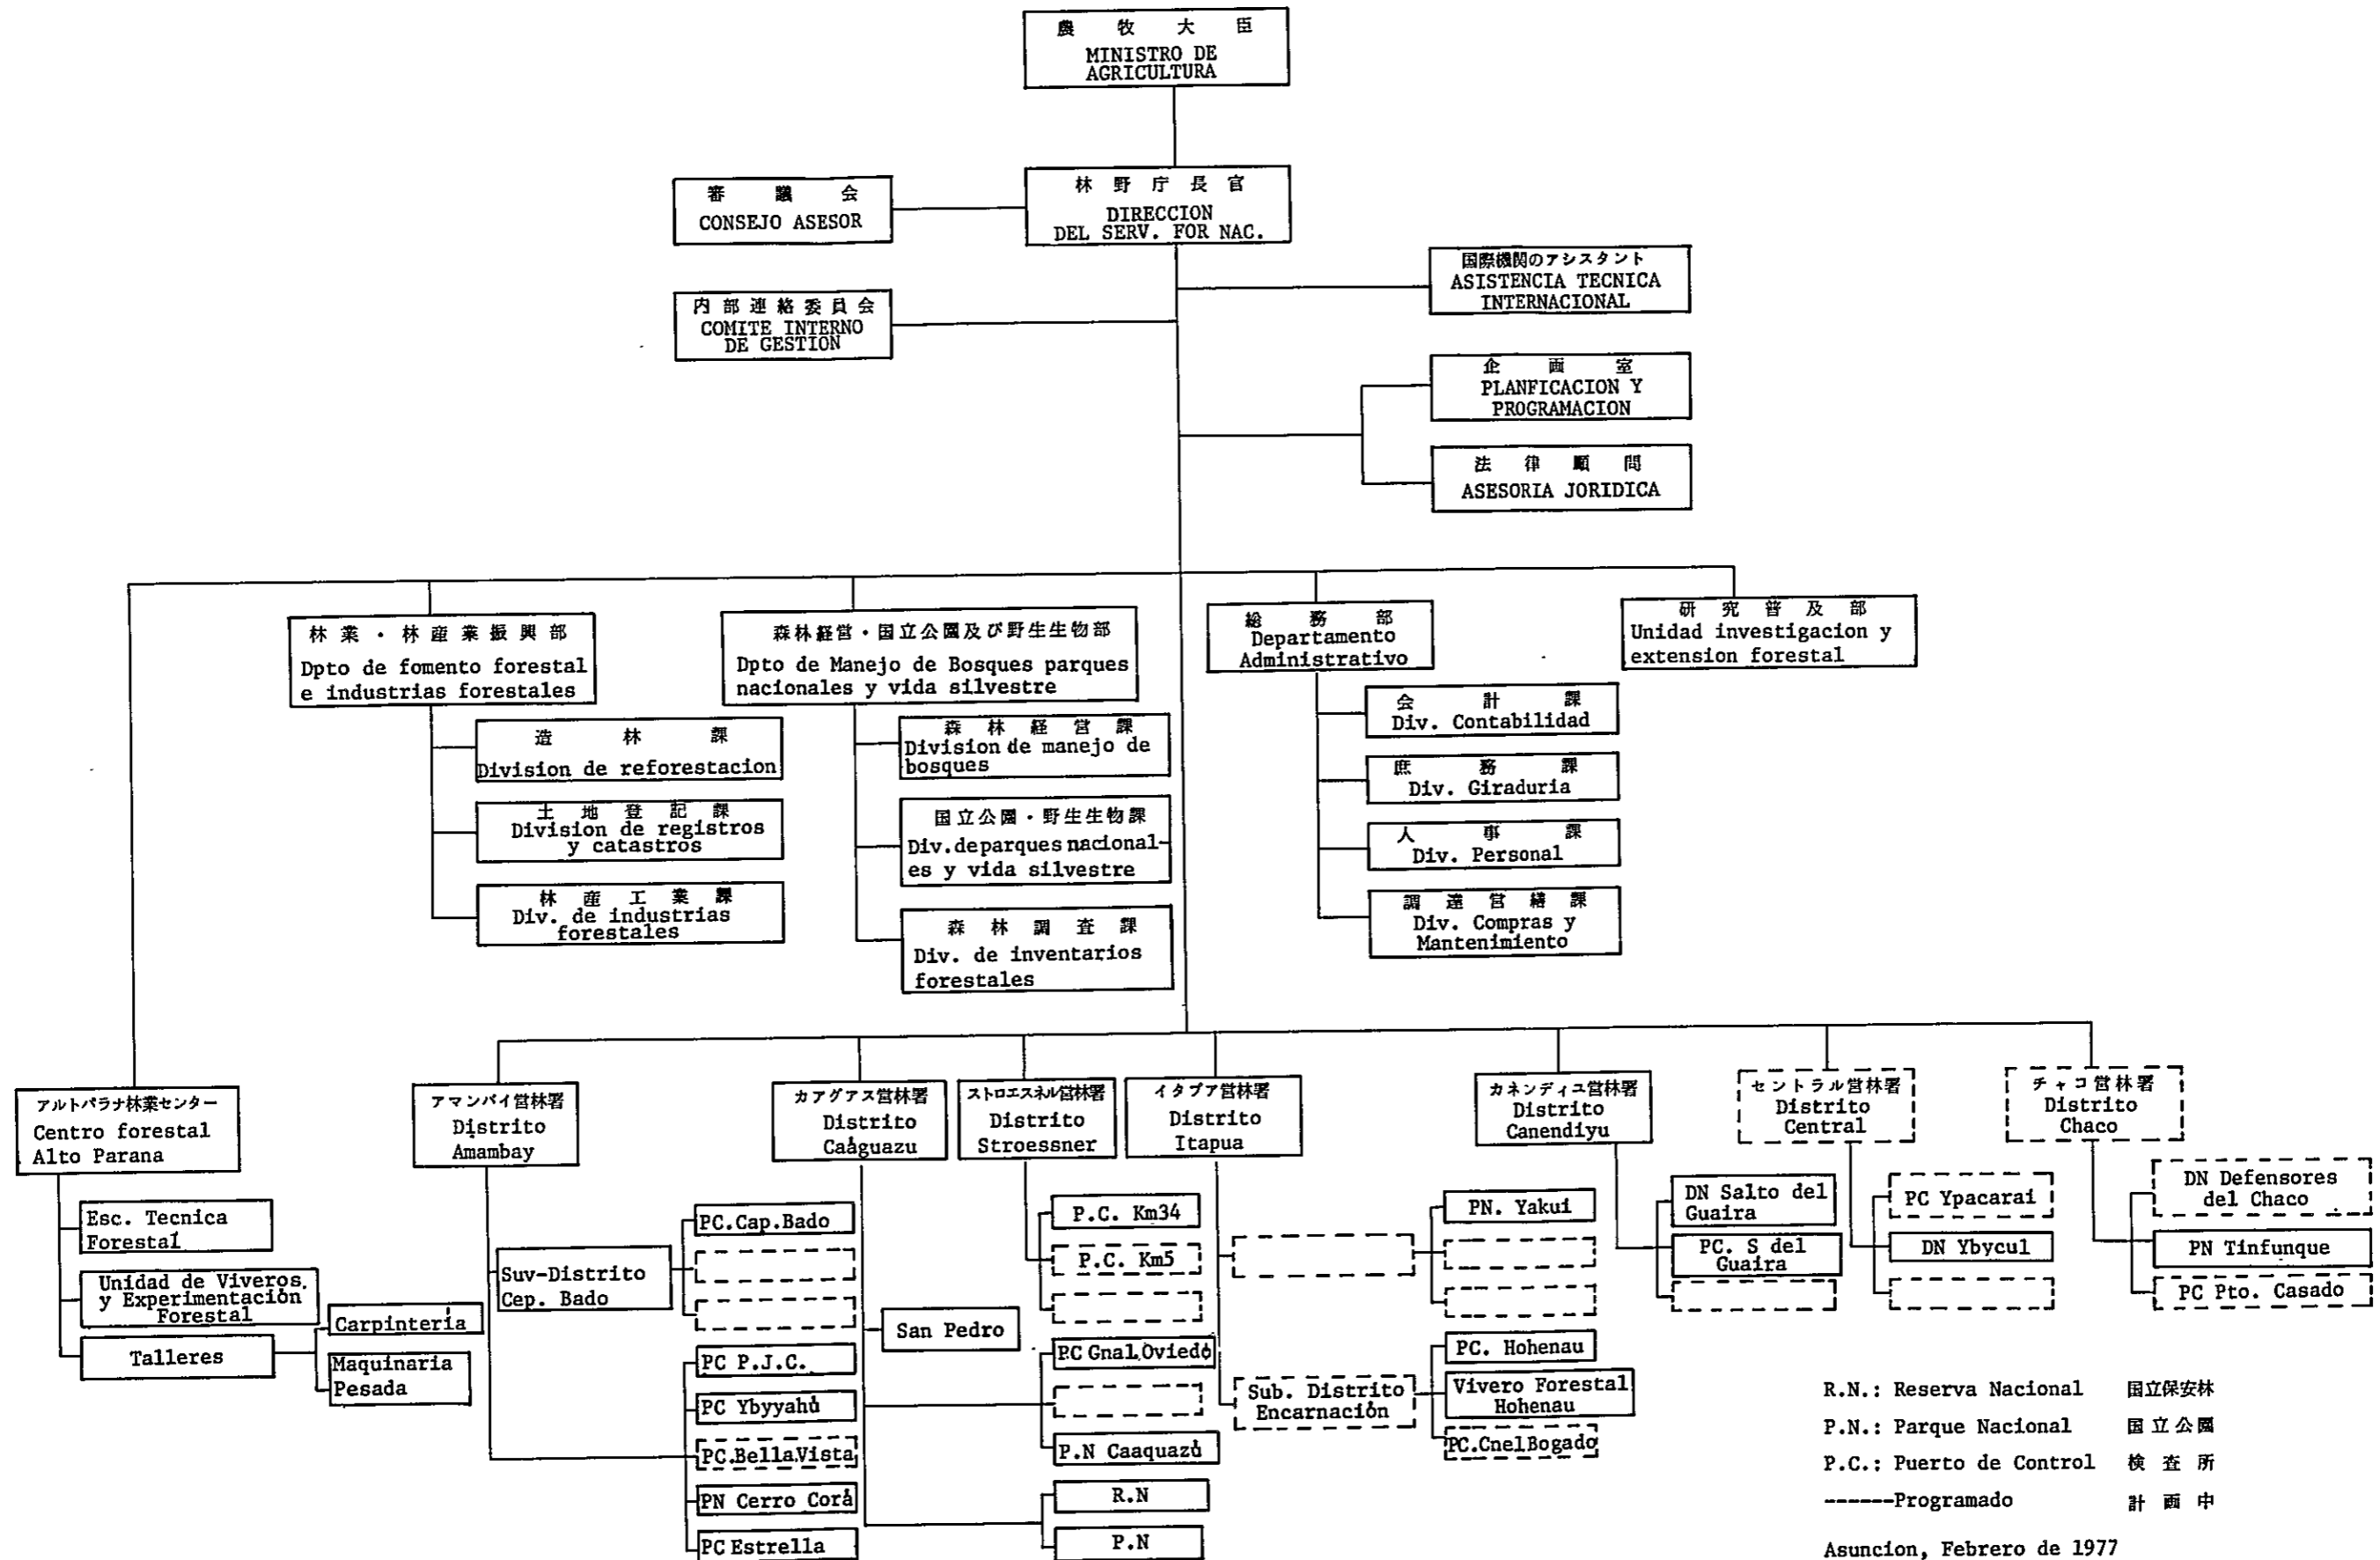 農牧大臣
MINISTRO DE
AGRICULTURA
審議会
CONSEJO ASESOR
林野庁長官
DIRECCION
DEL SERV. FOR NAC.
国際機関のアシスタント
ASISTENCIA TECNICA
INTERNACIONAL
内部連絡委員会
COMITE INTERNO
DE GESTION
企画室
PLANFICACION Y
PROGRAMACION
法律顧問
ASESORIA JORIDICA
林業・林産業振興部
Dpto de fomento forestal
e industrias forestales
造林課
Division de reforestacion
土地登記課
Division de registros
y catastros
林産工業課
Div. de industrias
forestales
森林経営・国立公園及び野生生物部
Dpto de Manejo de Bosques parques
nacionales y vida silvestre
森林経営課
Division de manejo de
bosques
国立公園・野生生物課
Div.de parques nacional-
es y vida silvestre
森林調査課
Div. de inventarios
forestales
総務部
Departamento
Administrativo
会計課
Div. Contabilidad
庶務課
Div. Giraduria
人事課
Div. Personal
調達営繕課
Div. Compras y
Mantenimiento
研究普及部
Unidad investigacion y
extension forestal
アルトパラナ林業センター
Centro forestal
Alto Parana
Esc. Tecnica
Forestal
Unidad de Viveros
y Experimentación
Forestal
Talleres
Carpintería
Maquinaria
Pesada
アマンバイ営林署
Distrito
Amambay
Suv-Distrito
Cep. Bado
PC.Cap.Bado
PC P.J.C.
PC Ybyyahú
PC.Bella Vista
PN Cerro Corá
PC Estrella
カアグアス営林署
Distrito
Caáguazu
San Pedro
P.C Gnal.Oviedo
P.N Caaquazú
R.N
P.N
ストロエスネル営林署
Distrito
Stroessner
P.C. Km34
P.C. Km5
イタプア営林署
Distrito
Itapua
PN. Yakui
Sub. Distrito
Encarnación
PC. Hohenau
Vivero Forestal
Hohenau
PC.Cnel Bogado
カネンディユ営林署
Distrito
Canendiyu
DN Salto del
Guaira
PC. S del
Guaira
セントラル営林署
Distrito
Central
PC Ypacarai
DN Ybycul
チャコ営林署
Distrito
Chaco
DN Defensores
del Chaco
PN Tinfunque
PC Pto. Casado
R.N.: Reserva Nacional 国立保安林
P.N.: Parque Nacional 国立公園
P.C.: Puerto de Control 検査所
------Programado 計画中
Asuncion, Febrero de 1977